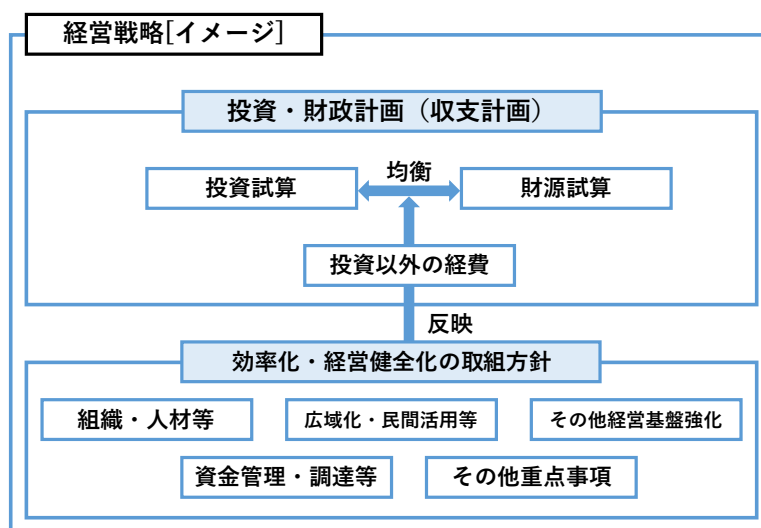 経営戦略[イメージ]
投資・財政計画（収支計画）
均衡
投資試算
財源試算
投資以外の経費
反映
効率化・経営健全化の取組方針
組織・人材等
広域化・民間活用等
その他経営基盤強化
資金管理・調達等
その他重点事項